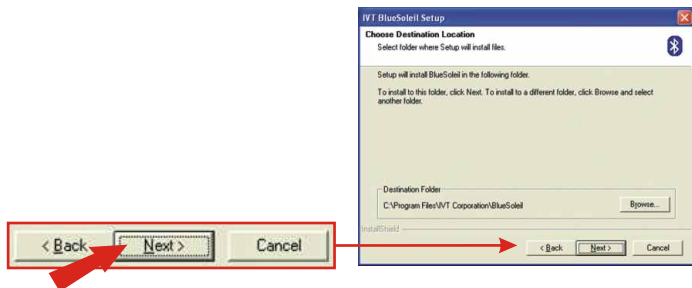 IVT BlueSoleil Setup
Choose Destination Location
Select folder where Setup will install files.
Setup will install BlueSoleil in the following folder.
To install to this folder, click Next. To install to a different folder, click Browse and select
another folder.
Destination Folder
C:\Program Files\IVT Corporation\BlueSoleil
Browse...
InstallShield
< Back Next > Cancel
< Back Next > Cancel